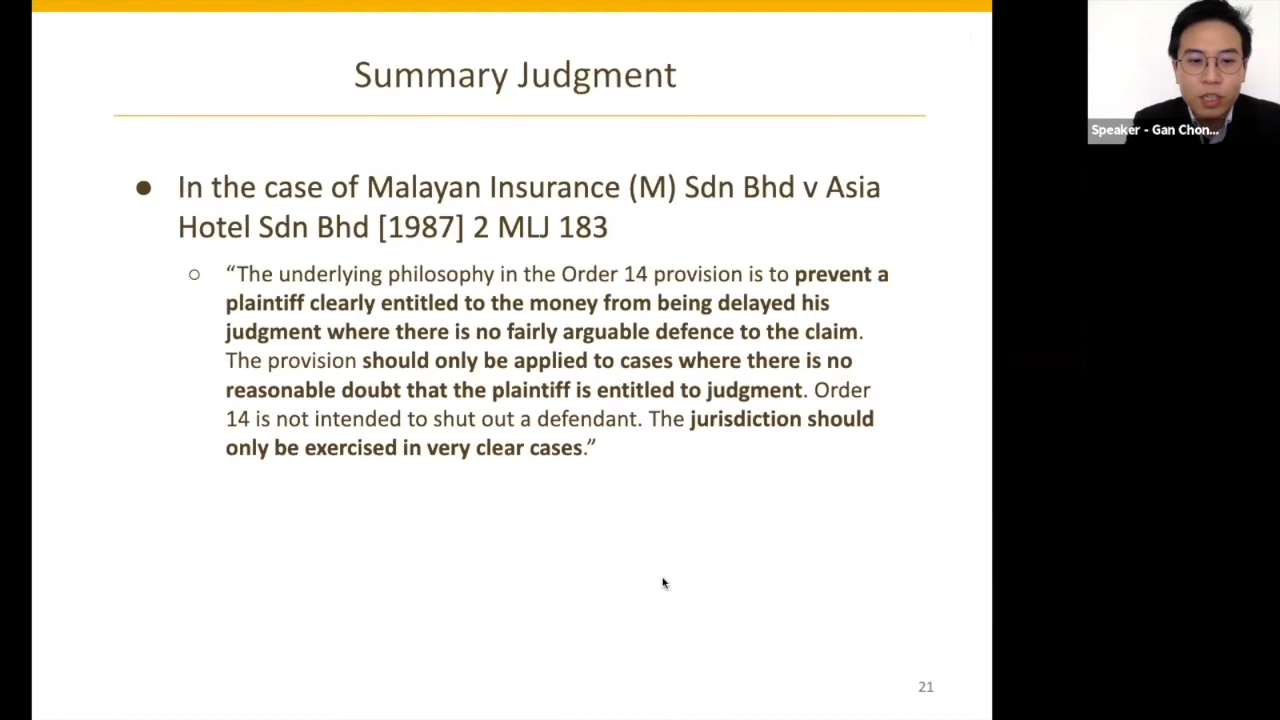 Summary Judgment
● In the case of Malayan Insurance (M) Sdn Bhd v Asia
Hotel Sdn Bhd [1987] 2 MLJ 183
○ “The underlying philosophy in the Order 14 provision is to prevent a
plaintiff clearly entitled to the money from being delayed his
judgment where there is no fairly arguable defence to the claim.
The provision should only be applied to cases where there is no
reasonable doubt that the plaintiff is entitled to judgment. Order
14 is not intended to shut out a defendant. The jurisdiction should
only be exercised in very clear cases.”
21
Speaker - Gan Chon...